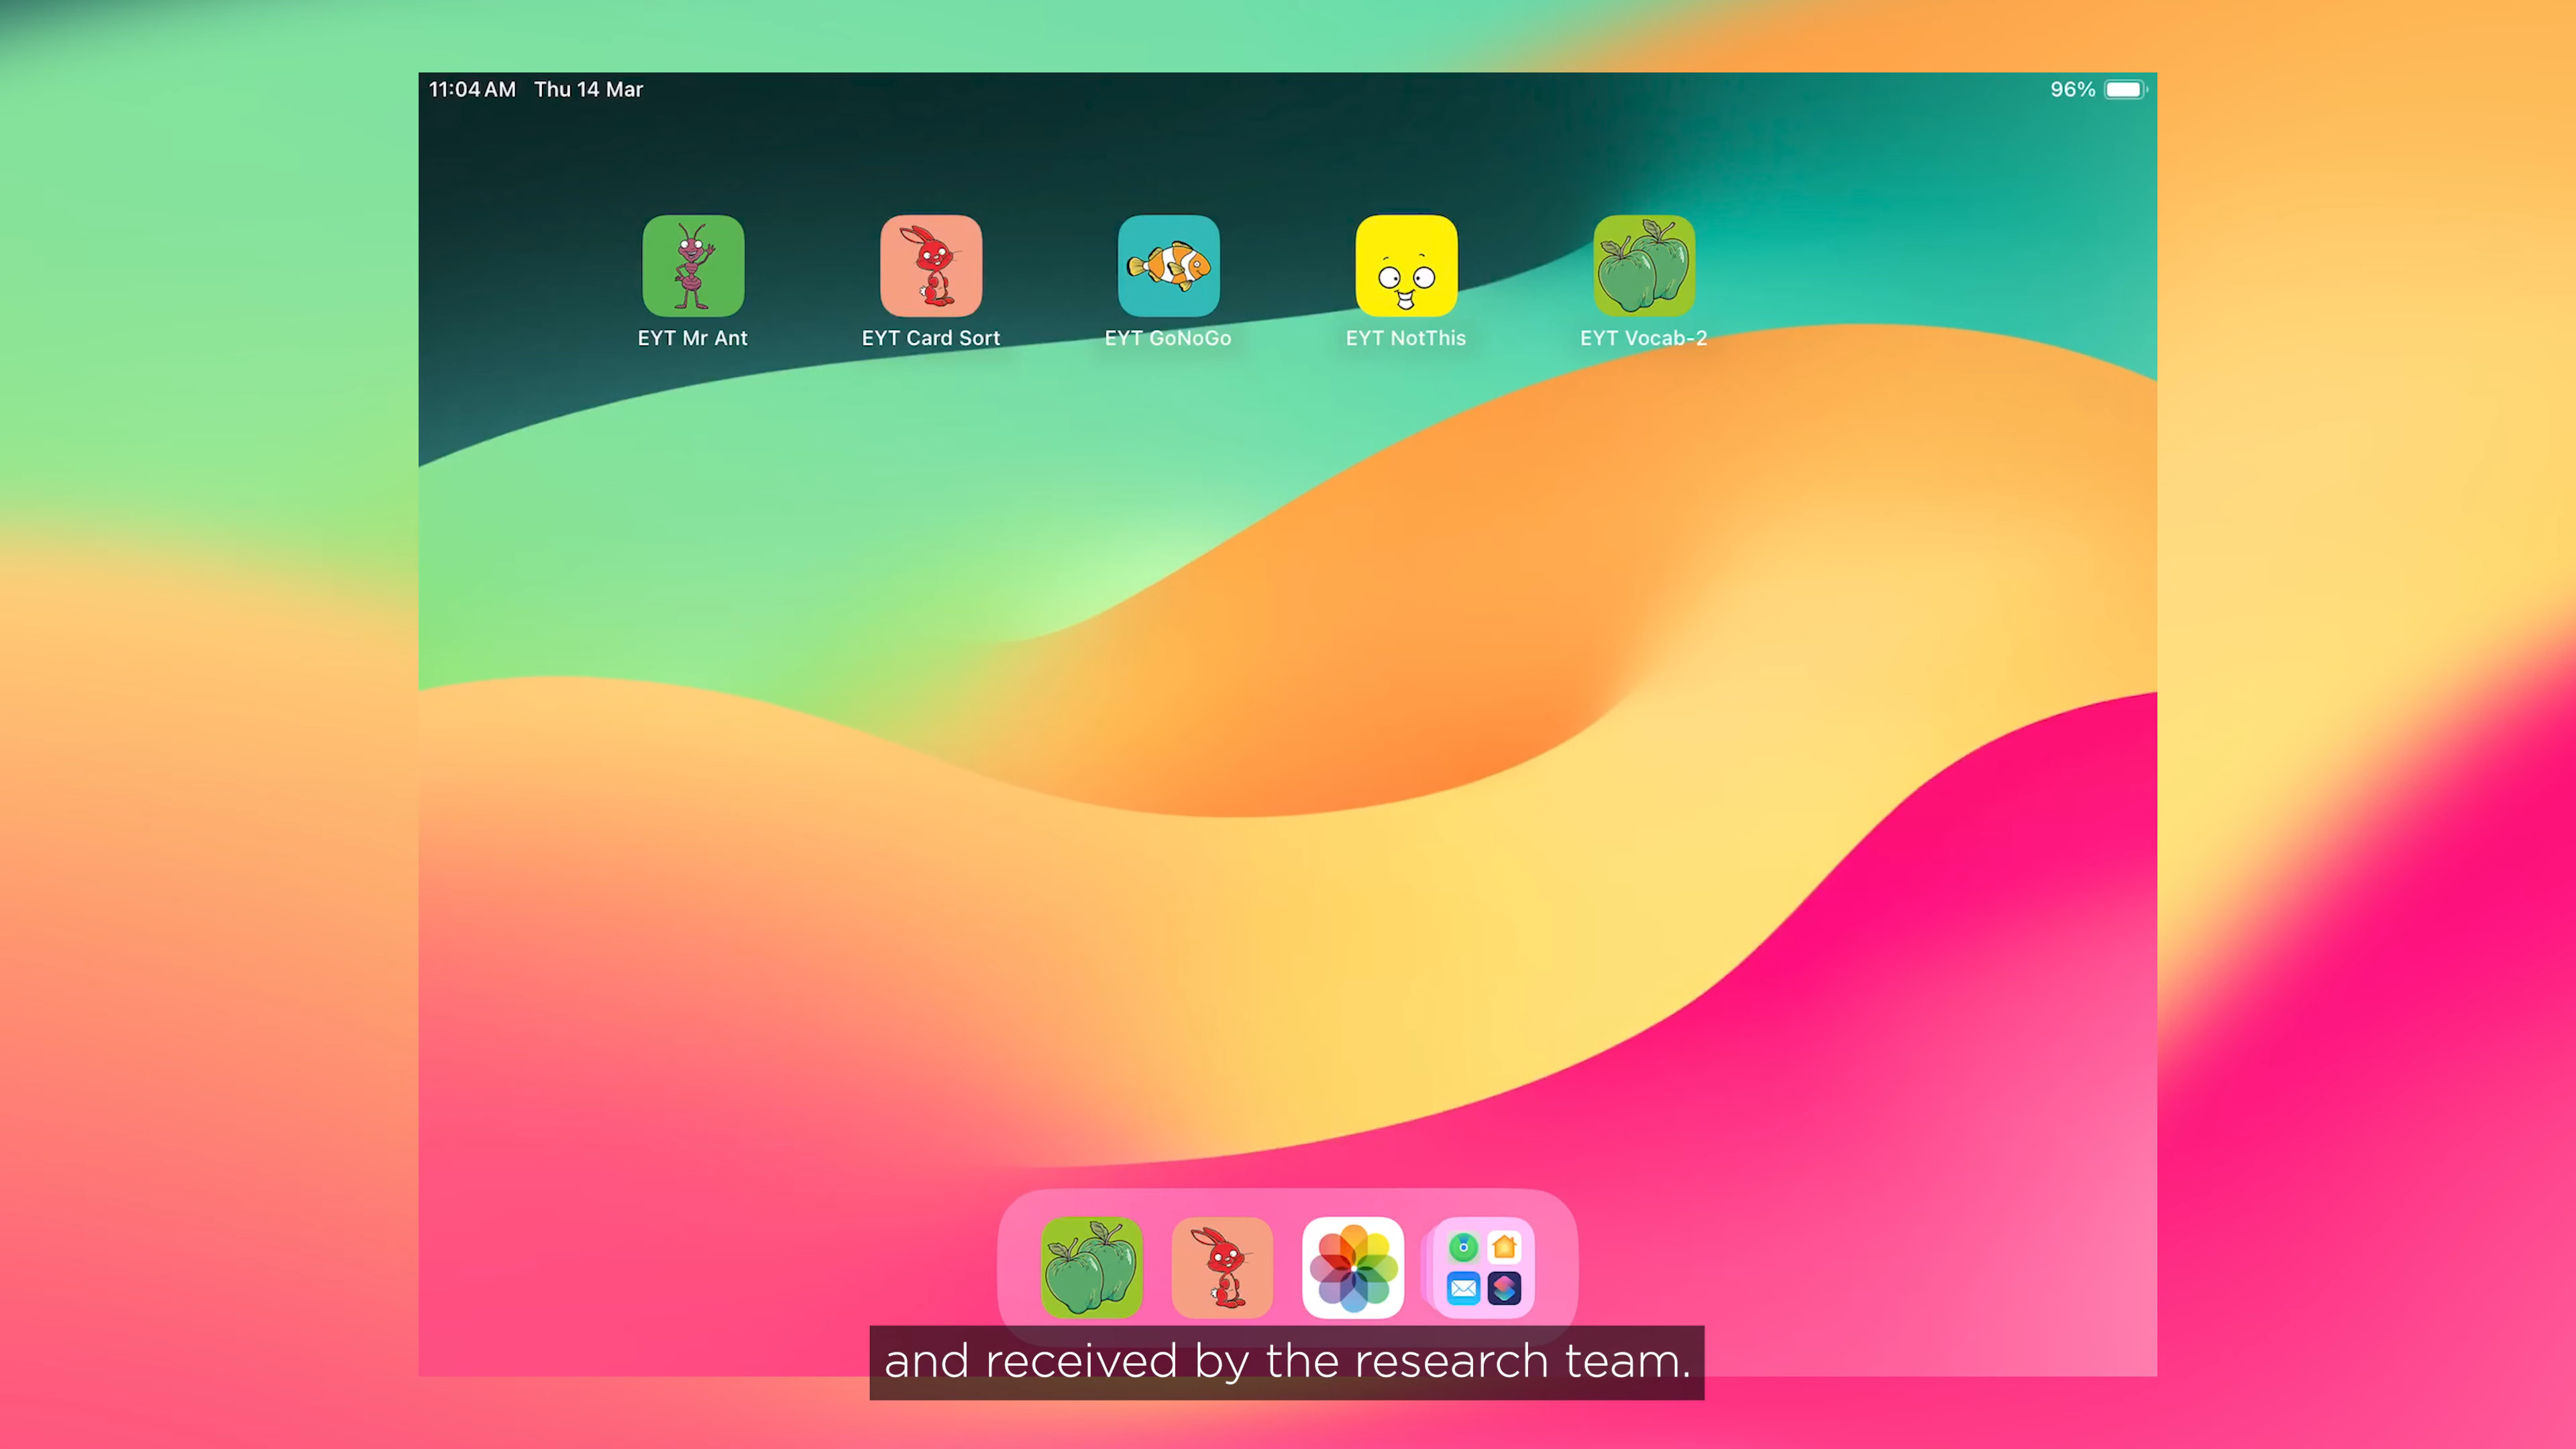 11:04 AM Thu 14 Mar
96%
EYT Mr Ant
EYT Card Sort
EYT GoNoGo
EYT NotThis
EYT Vocab-2
and received by the research team.